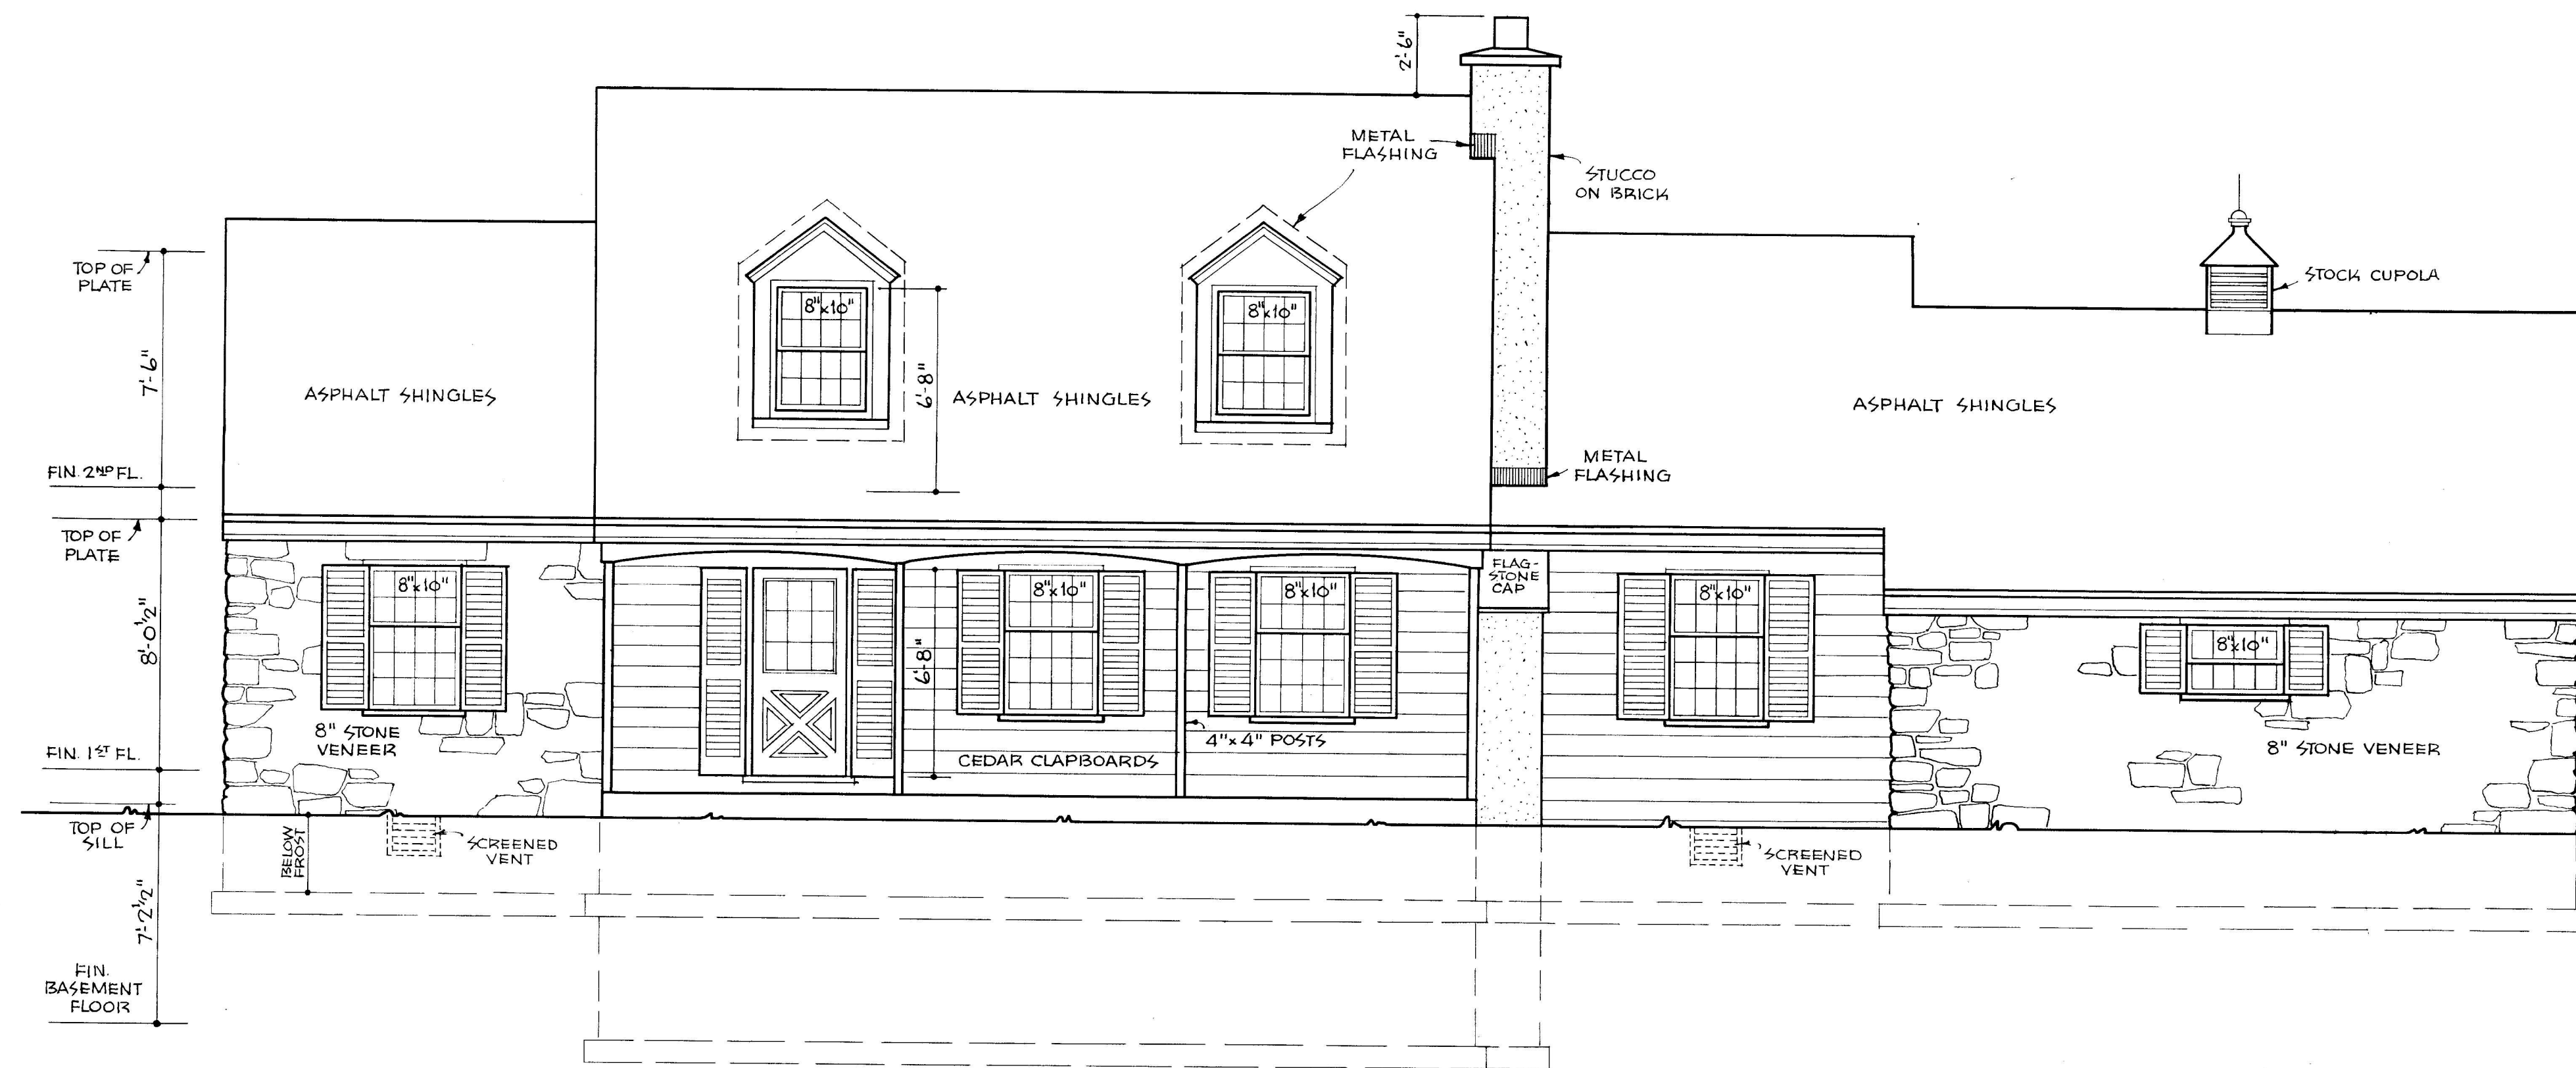 2'-6"
METAL
FLASHING
STUCCO
ON BRICK
TOP OF
PLATE
8"x10"
8"x10"
STOCK CUPOLA
7'-6"
6'-8"
ASPHALT SHINGLES
ASPHALT SHINGLES
ASPHALT SHINGLES
FIN. 2ND FL.
METAL
FLASHING
TOP OF
PLATE
FLAG-
STONE
CAP
8"x10"
8"x10"
8"x10"
8"x10"
8"x10"
8'-0 1/2"
6'-8"
8" STONE
VENEER
4"x4" POSTS
CEDAR CLAPBOARDS
8" STONE VENEER
FIN. 1ST FL.
TOP OF
SILL
BELOW
FROST
SCREENED
VENT
SCREENED
VENT
7'-2 1/2"
FIN.
BASEMENT
FLOOR